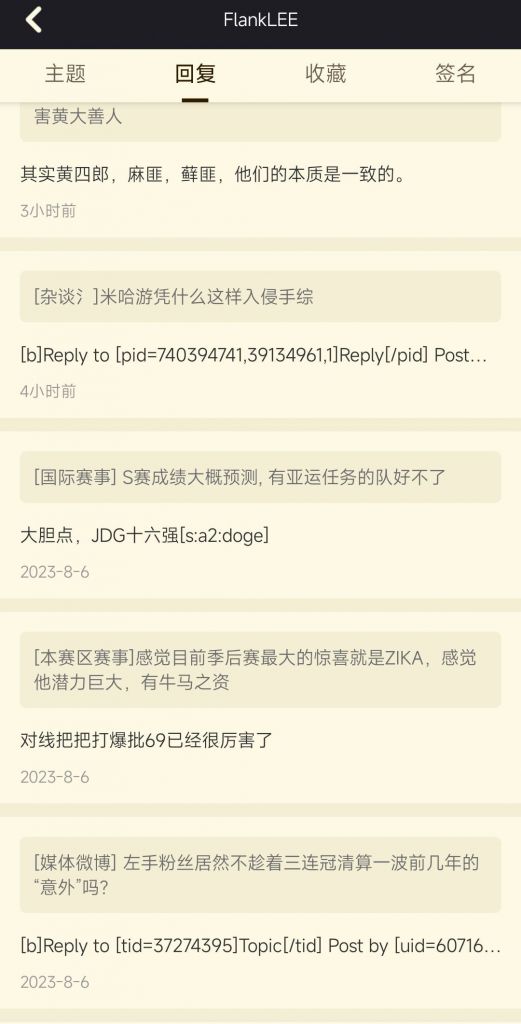 FlankLEE
主题 回复 收藏 签名
害黄大善人
其实黄四郎，麻匪，藓匪，他们的本质是一致的。
3小时前
[杂谈氵]米哈游凭什么这样入侵手综
[b]Reply to [pid=740394741,39134961,1]Reply[/pid] Post...
4小时前
[国际赛事] S赛成绩大概预测, 有亚运任务的队好不了
大胆点，JDG十六强[s:a2:doge]
2023-8-6
[本赛区赛事]感觉目前季后赛最大的惊喜就是ZIKA，感觉
他潜力巨大，有牛马之资
对线把把打爆批69已经很厉害了
2023-8-6
[媒体微博] 左手粉丝居然不趁着三连冠清算一波前几年的
“意外”吗?
[b]Reply to [tid=37274395]Topic[/tid] Post by [uid=60716...
2023-8-6